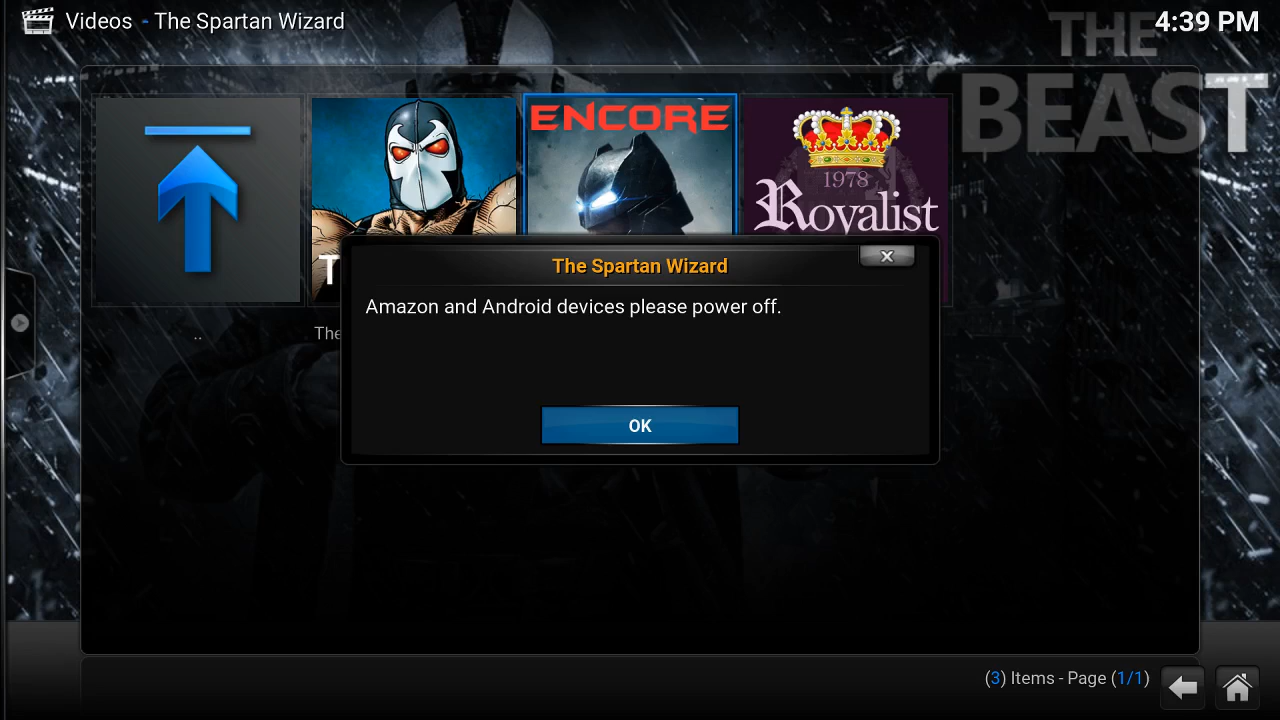 Videos - The Spartan Wizard
4:39 PM
THE
BEAST
ENCORE
1978
Royalist
T
The Spartan Wizard
Amazon and Android devices please power off.
..
The
OK
(3) Items - Page (1/1)